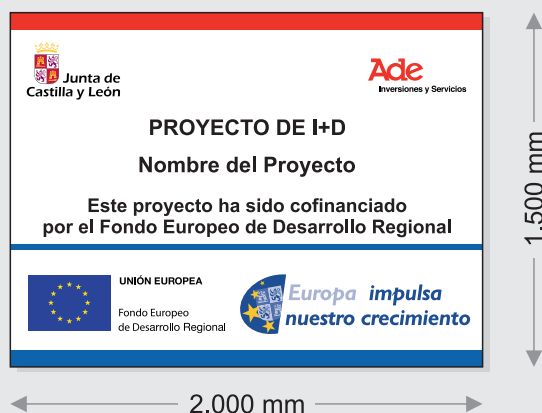 Junta de
Castilla y León
Ade
Inversiones y Servicios
PROYECTO DE I+D
Nombre del Proyecto
Este proyecto ha sido cofinanciado
por el Fondo Europeo de Desarrollo Regional
UNIÓN EUROPEA
Fondo Europeo
de Desarrollo Regional
Europa impulsa
nuestro crecimiento
1.500 mm
2.000 mm